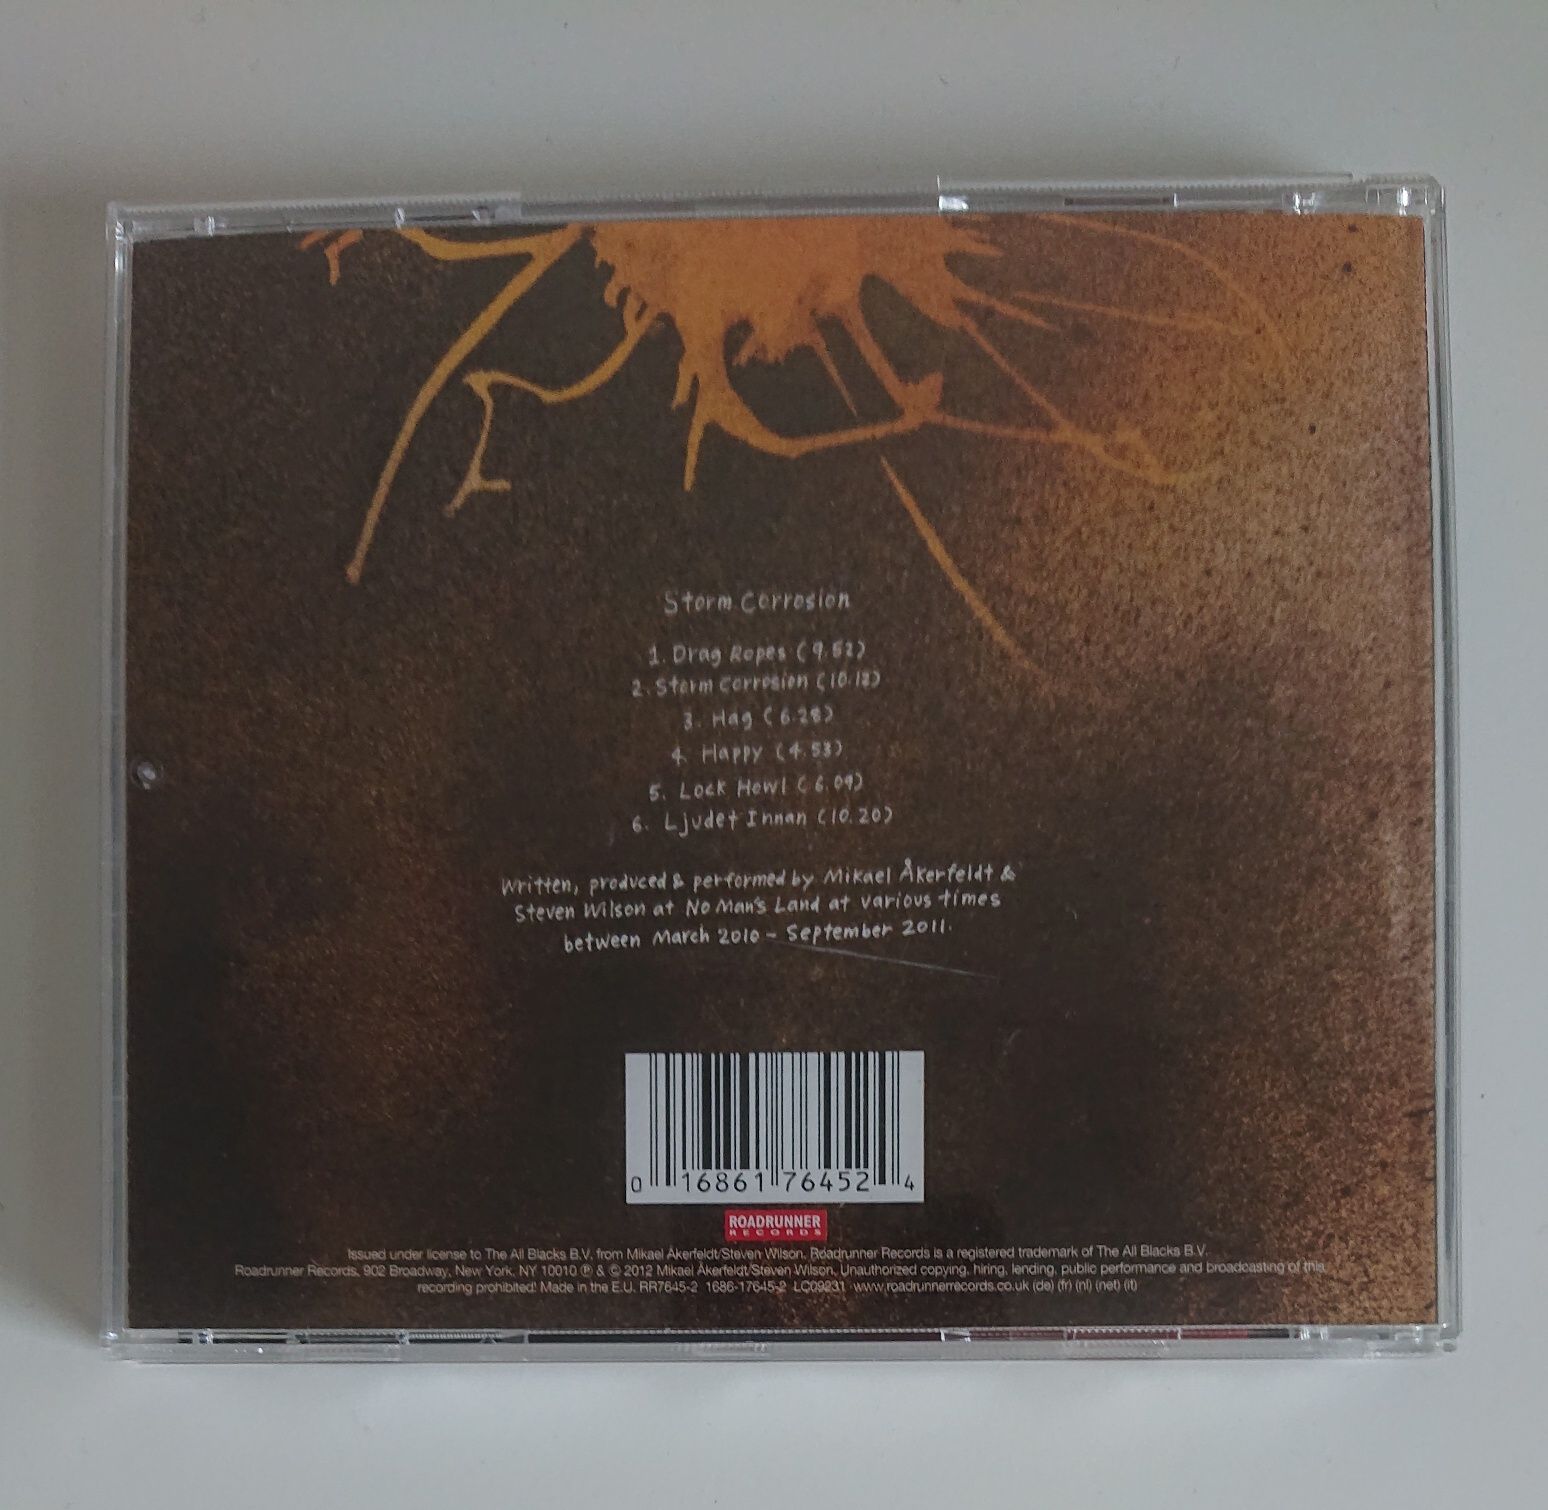 Storm Corrosion
1. Drag Ropes (9.52)
2. Storm Corrosion (10.12)
3. Hag (6.28)
4. Happy (4.53)
5. Lock Howl (6.09)
6. Ljudet Innan (10.20)
Written, produced & performed by Mikael Åkerfeldt &
Steven Wilson at No Man's Land at various times
between March 2010 – September 2011.
0 16861 76452 4
ROADRUNNER
RECORDS
Issued under license to The All Blacks B.V. from Mikael Åkerfeldt/Steven Wilson. Roadrunner Records is a registered trademark of The All Blacks B.V.
Roadrunner Records, 902 Broadway, New York, NY 10010 ℗ & © 2012 Mikael Åkerfeldt/Steven Wilson. Unauthorized copying, hiring, lending, public performance and broadcasting of this
recording prohibited. Made in the E.U. RR7645-2 1686-17645-2 LC09231 www.roadrunnerrecords.co.uk (de) (fr) (nl) (net) (it)